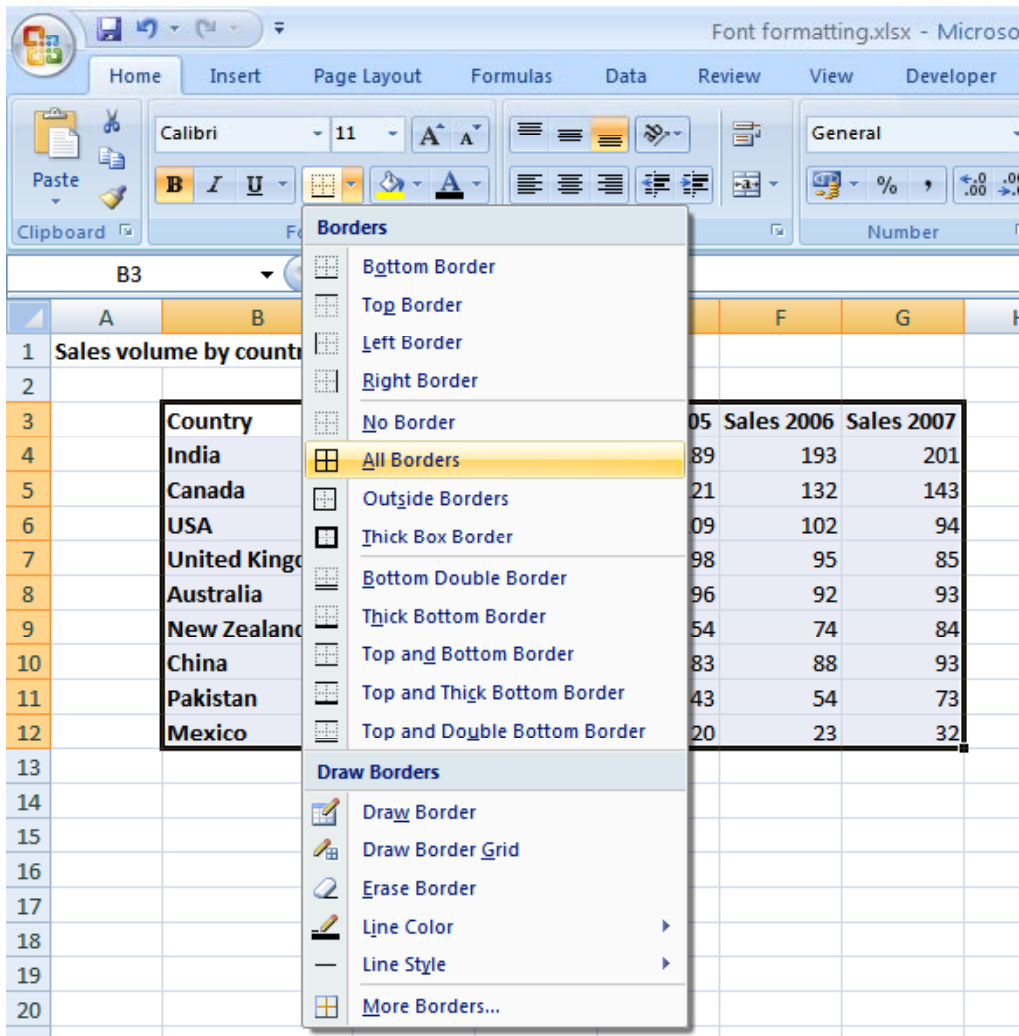 Font formatting.xlsx - Microso
Home Insert Page Layout Formulas Data Review View Developer
Calibri 11 A A General
Paste B I U A a % , .00
Clipboard Number
B3
A B F G
1 Sales volume by countr
2
3 Country 05 Sales 2006 Sales 2007
4 India 89 193 201
5 Canada 21 132 143
6 USA 09 102 94
7 United Kingd 98 95 85
8 Australia 96 92 93
9 New Zealand 54 74 84
10 China 83 88 93
11 Pakistan 43 54 73
12 Mexico 20 23 32
13
14
15
16
17
18
19
20
Borders
Bottom Border
Top Border
Left Border
Right Border
No Border
All Borders
Outside Borders
Thick Box Border
Bottom Double Border
Thick Bottom Border
Top and Bottom Border
Top and Thick Bottom Border
Top and Double Bottom Border
Draw Borders
Draw Border
Draw Border Grid
Erase Border
Line Color
Line Style
More Borders...